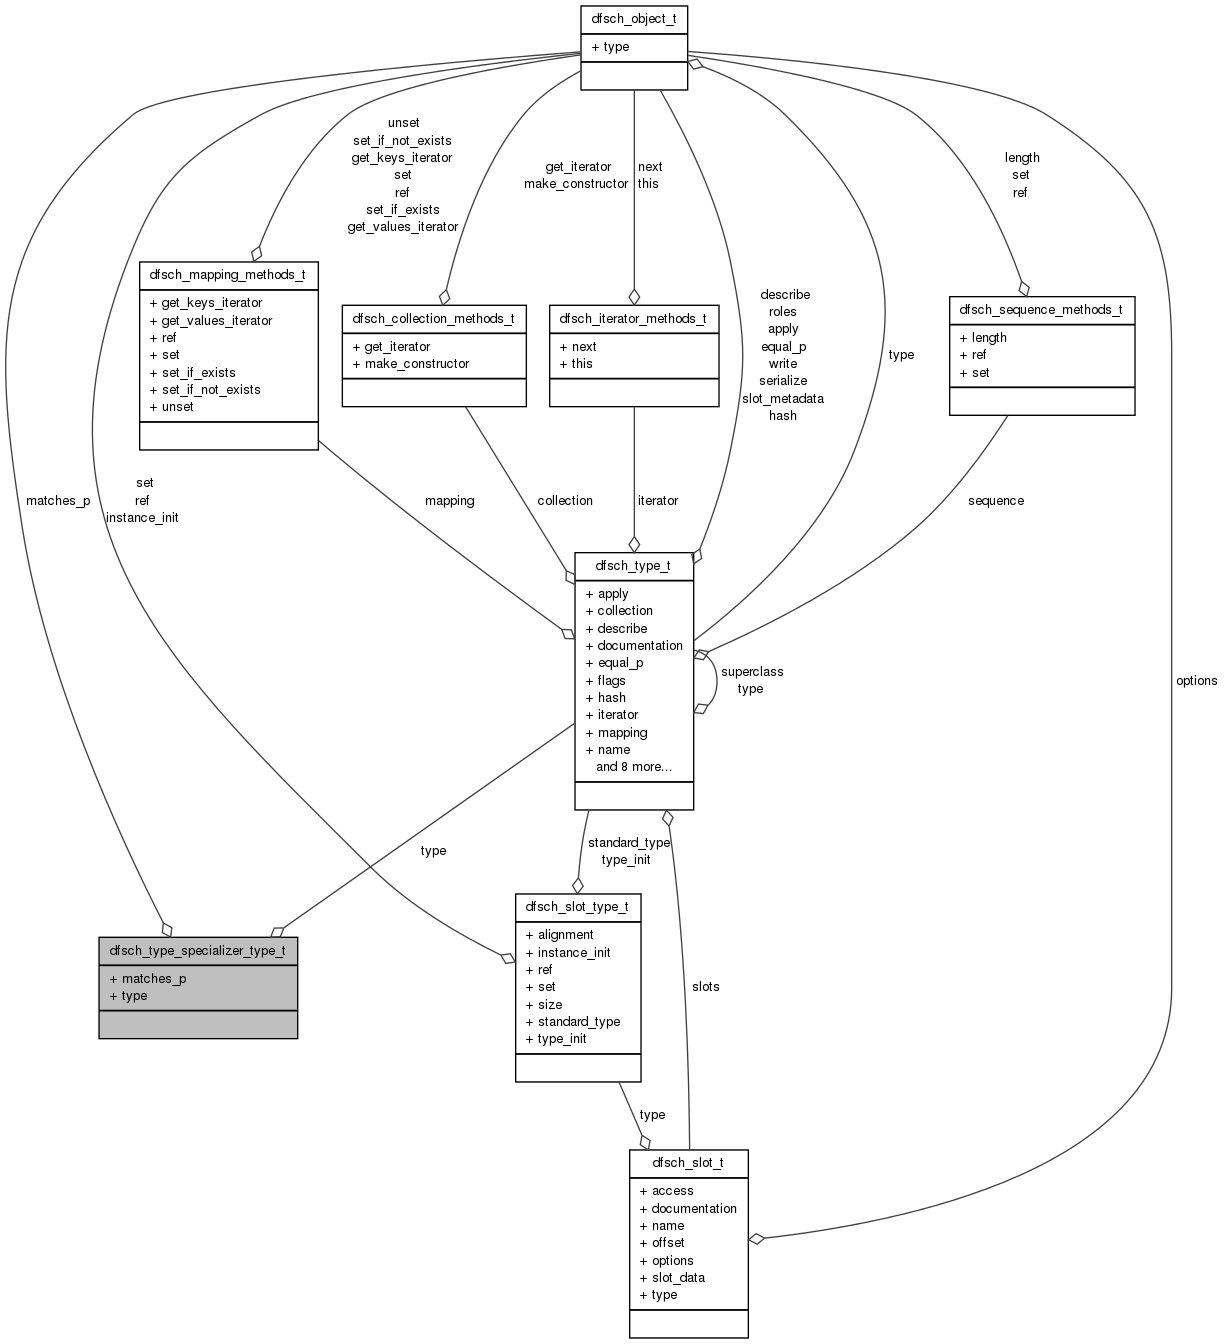 dfsch_object_t
+ type
unset
set_if_not_exists
get_keys_iterator
set
ref
set_if_exists
get_values_iterator
get_iterator
make_constructor
next
this
length
set
ref
dfsch_mapping_methods_t
+ get_keys_iterator
+ get_values_iterator
+ ref
+ set
+ set_if_exists
+ set_if_not_exists
+ unset
dfsch_collection_methods_t
+ get_iterator
+ make_constructor
dfsch_iterator_methods_t
+ next
+ this
describe
roles
apply
equal_p
write
serialize
slot_metadata
hash
type
dfsch_sequence_methods_t
+ length
+ ref
+ set
matches_p
set
ref
instance_init
mapping
collection
iterator
sequence
dfsch_type_t
+ apply
+ collection
+ describe
+ documentation
+ equal_p
+ flags
+ hash
+ iterator
+ mapping
+ name
and 8 more...
superclass
type
options
type
standard_type
type_init
dfsch_type_specializer_type_t
+ matches_p
+ type
dfsch_slot_type_t
+ alignment
+ instance_init
+ ref
+ set
+ size
+ standard_type
+ type_init
slots
type
dfsch_slot_t
+ access
+ documentation
+ name
+ offset
+ options
+ slot_data
+ type